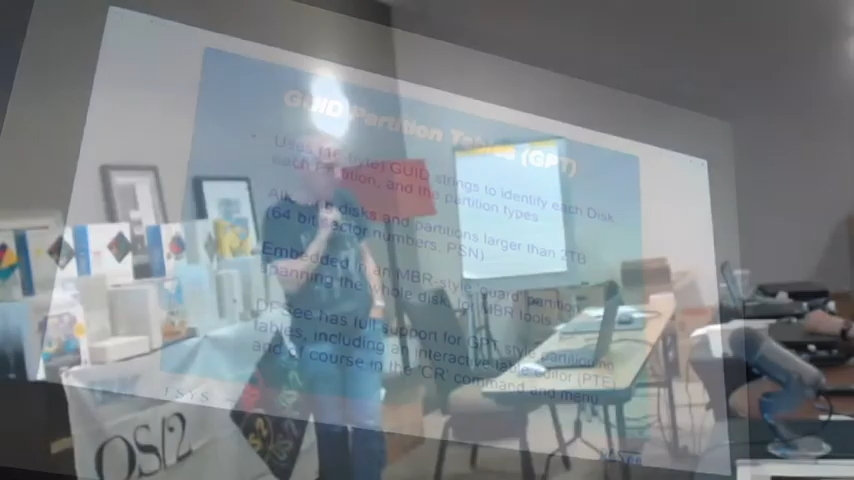 GUID Partition Tables (GPT)
Uses (16-byte) GUID strings to identify each Disk
each Partition, and the partition types
disks and partitions larger than 2TB
(64 bit sector numbers, PSN)
Embedded in an MBR-style guard partition
spanning the whole disk, for MBR tools
DFSee has full support for GPT style partitioning
tables, including an interactive table editor (PTE)
and of course in the 'CR' command and menu
OS/2